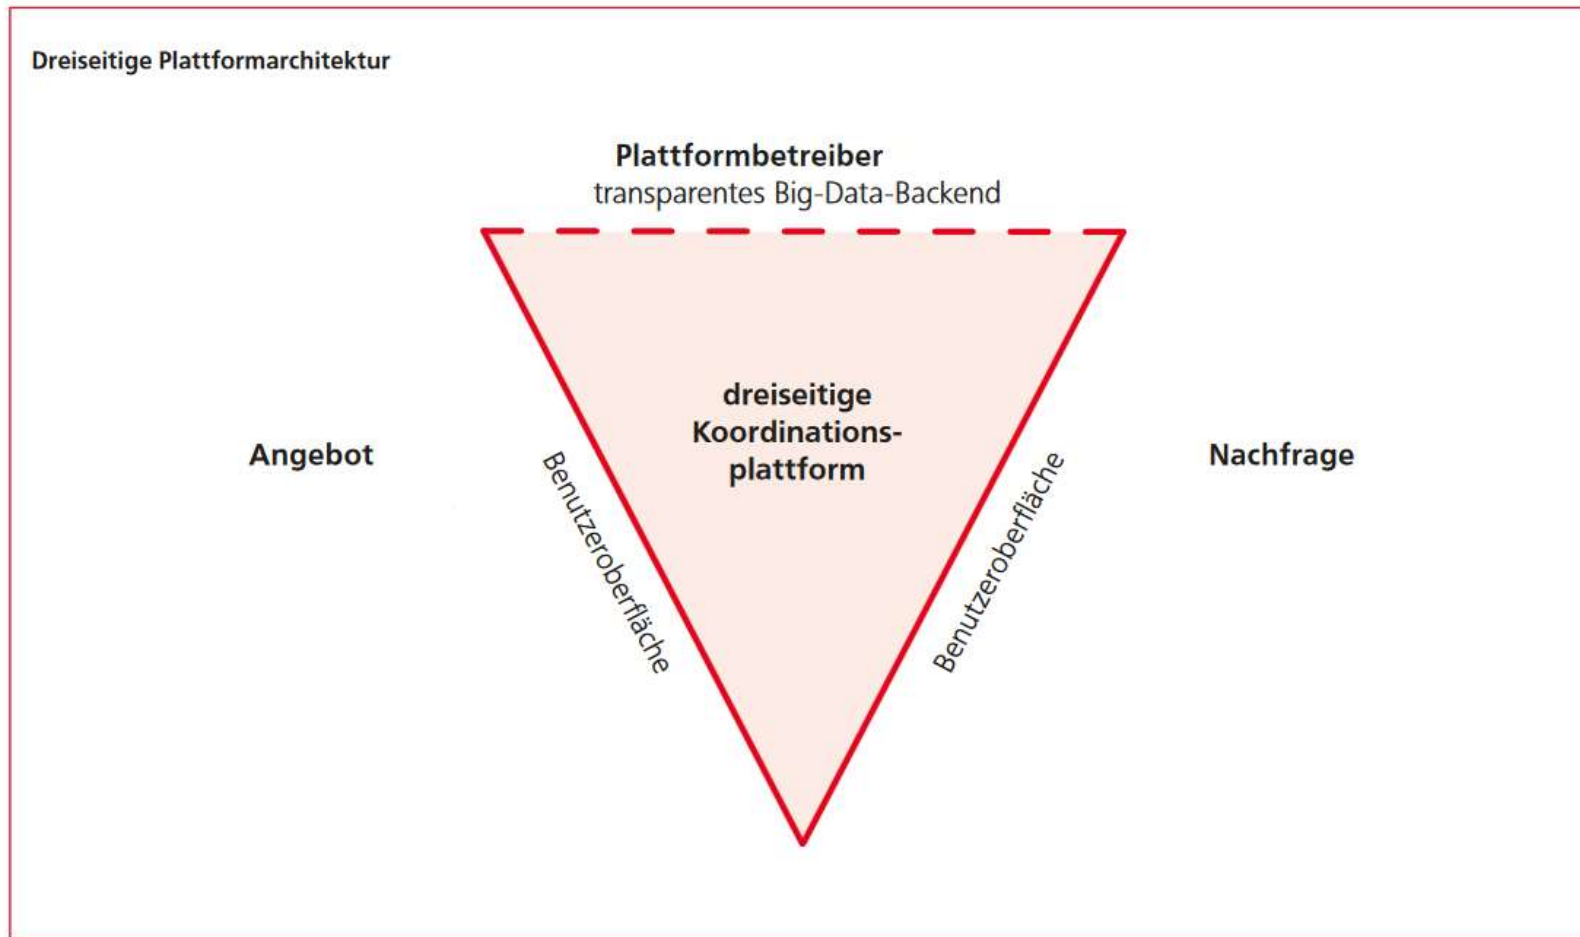 Dreiseitige Plattformarchitektur
Plattformbetreiber
transparentes Big-Data-Backend
dreiseitige
Koordinations-
plattform
Angebot
Benutzeroberfläche
Benutzeroberfläche
Nachfrage